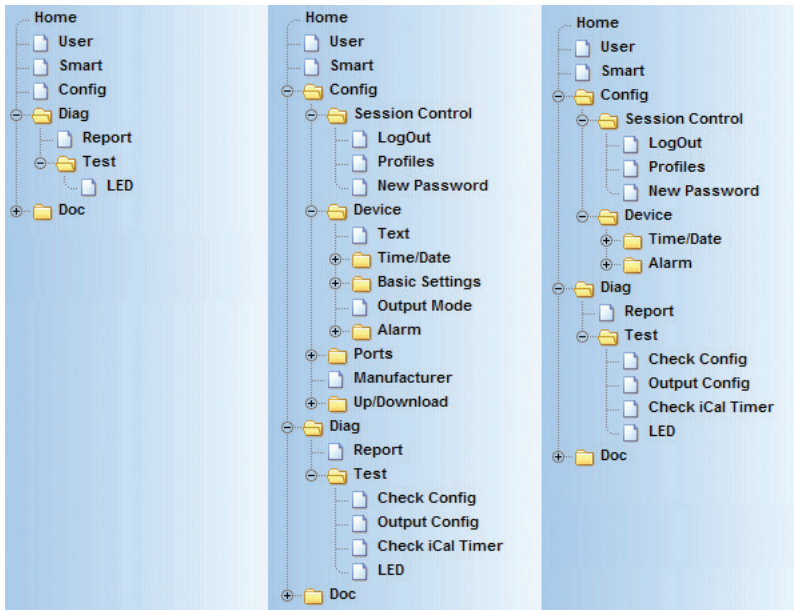 Home
User
Smart
Config
Diag
Report
Test
LED
Doc
Home
User
Smart
Config
Session Control
LogOut
Profiles
New Password
Device
Text
Time/Date
Basic Settings
Output Mode
Alarm
Ports
Manufacturer
Up/Download
Diag
Report
Test
Check Config
Output Config
Check iCal Timer
LED
Doc
Home
User
Smart
Config
Session Control
LogOut
Profiles
New Password
Device
Time/Date
Alarm
Diag
Report
Test
Check Config
Output Config
Check iCal Timer
LED
Doc